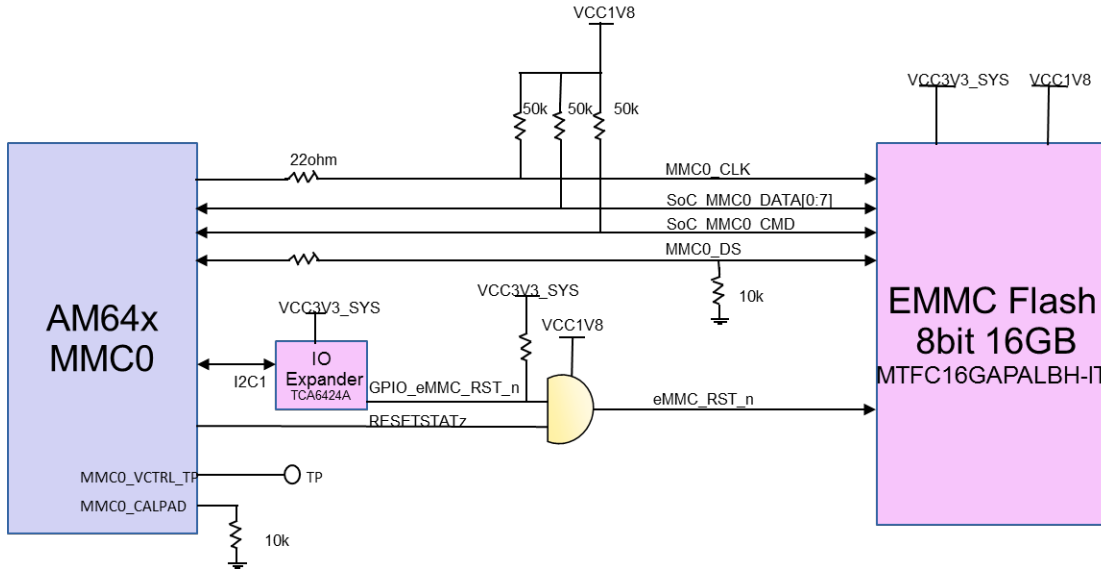 VCC1V8
VCC3V3_SYS
VCC1V8
50k
50k
50k
22ohm
MMC0_CLK
SoC_MMC0_DATA[0:7]
SoC_MMC0_CMD
MMC0_DS
10k
VCC3V3_SYS
VCC3V3_SYS
VCC1V8
AM64x
MMC0
I2C1
IO
Expander
TCA6424A
GPIO_eMMC_RST_n
RESETSTATz
eMMC_RST_n
EMMC Flash
8bit 16GB
MTFC16GAPALBH-IT
MMC0_VCTRL_TP
TP
MMC0_CALPAD
10k